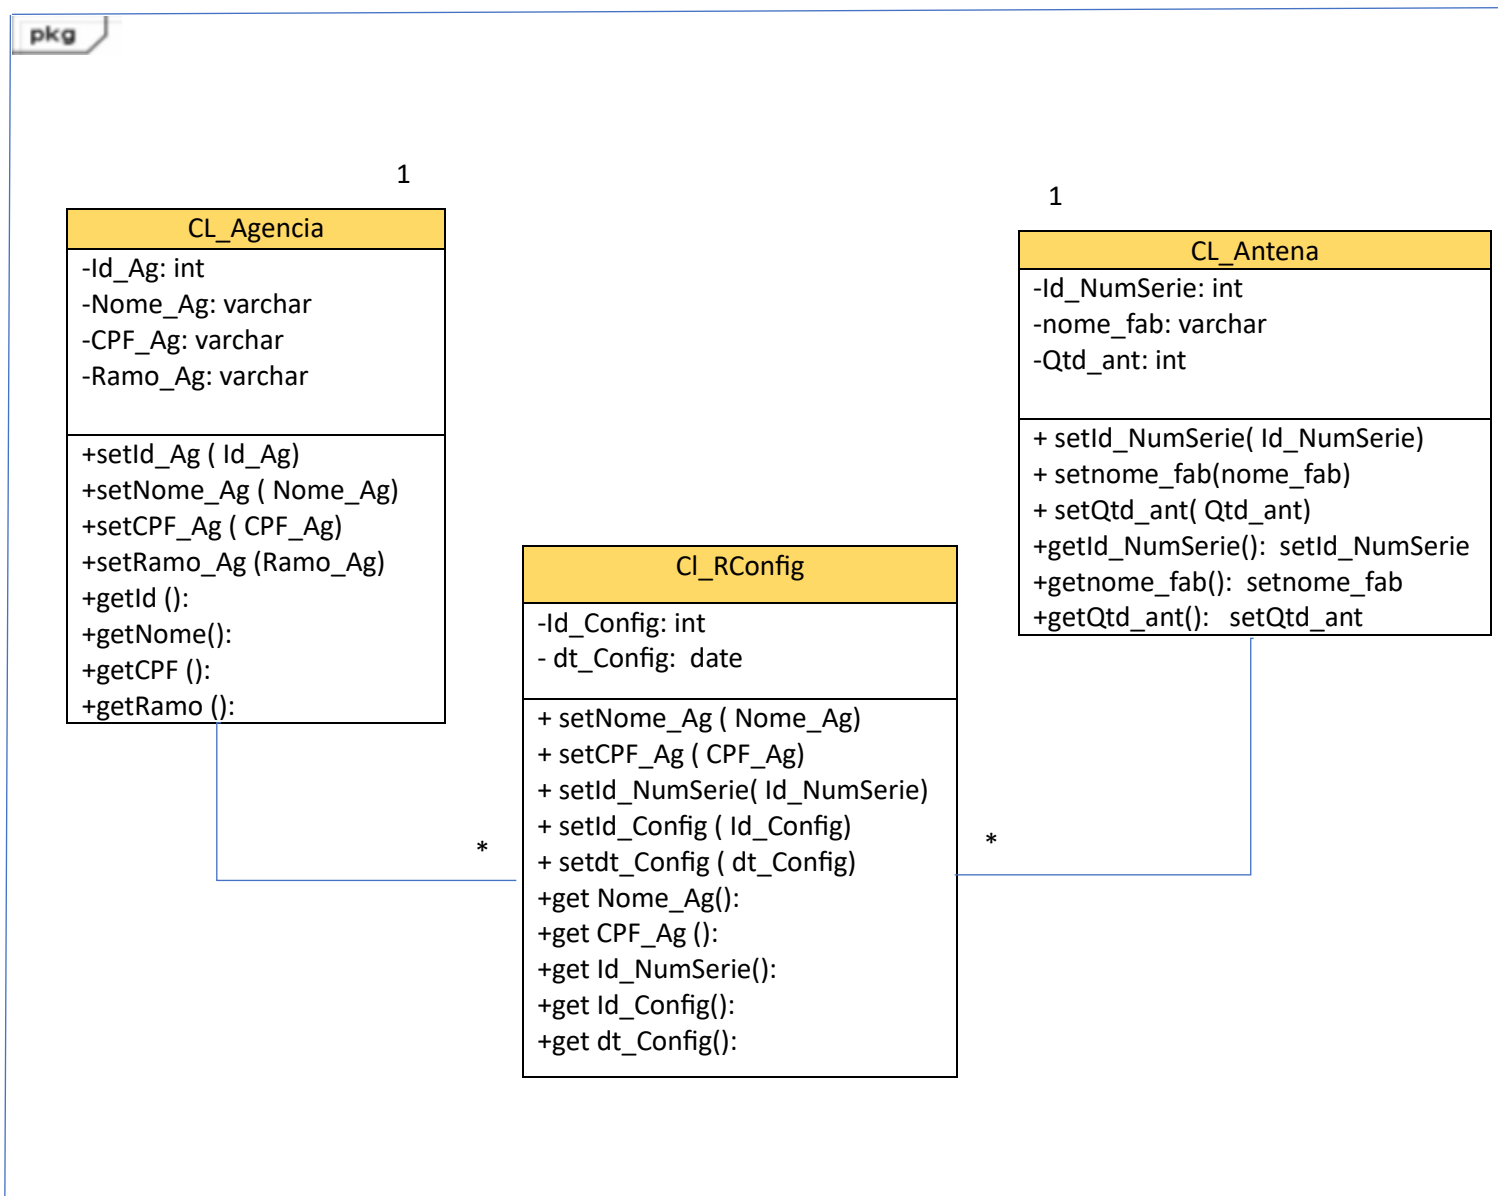 pkg
1
CL_Agencia
-Id_Ag: int
-Nome_Ag: varchar
-CPF_Ag: varchar
-Ramo_Ag: varchar
+setId_Ag ( Id_Ag)
+setNome_Ag ( Nome_Ag)
+setCPF_Ag ( CPF_Ag)
+setRamo_Ag (Ramo_Ag)
+getId ():
+getNome():
+getCPF ():
+getRamo ():
*
Cl_RConfig
-Id_Config: int
- dt_Config:  date
+ setNome_Ag ( Nome_Ag)
+ setCPF_Ag ( CPF_Ag)
+ setId_NumSerie( Id_NumSerie)
+ setId_Config ( Id_Config)
+ setdt_Config ( dt_Config)
+get Nome_Ag():
+get CPF_Ag ():
+get Id_NumSerie():
+get Id_Config():
+get dt_Config():
*
1
CL_Antena
-Id_NumSerie: int
-nome_fab: varchar
-Qtd_ant: int
+ setId_NumSerie( Id_NumSerie)
+ setnome_fab(nome_fab)
+ setQtd_ant( Qtd_ant)
+getId_NumSerie():  setId_NumSerie
+getnome_fab():  setnome_fab
+getQtd_ant():   setQtd_ant